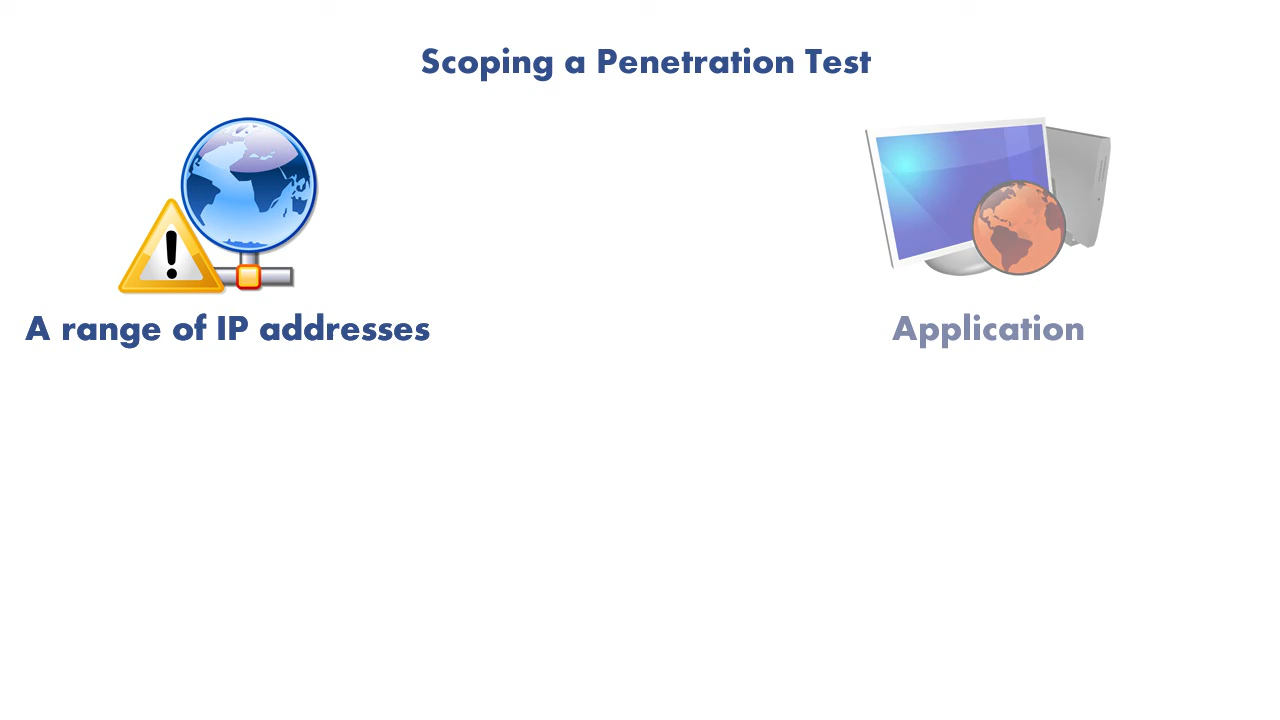 Scoping a Penetration Test
A range of IP addresses
Application